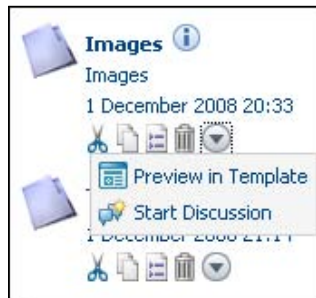 Images
Images
1 December 2008 20:33
Preview in Template
Start Discussion